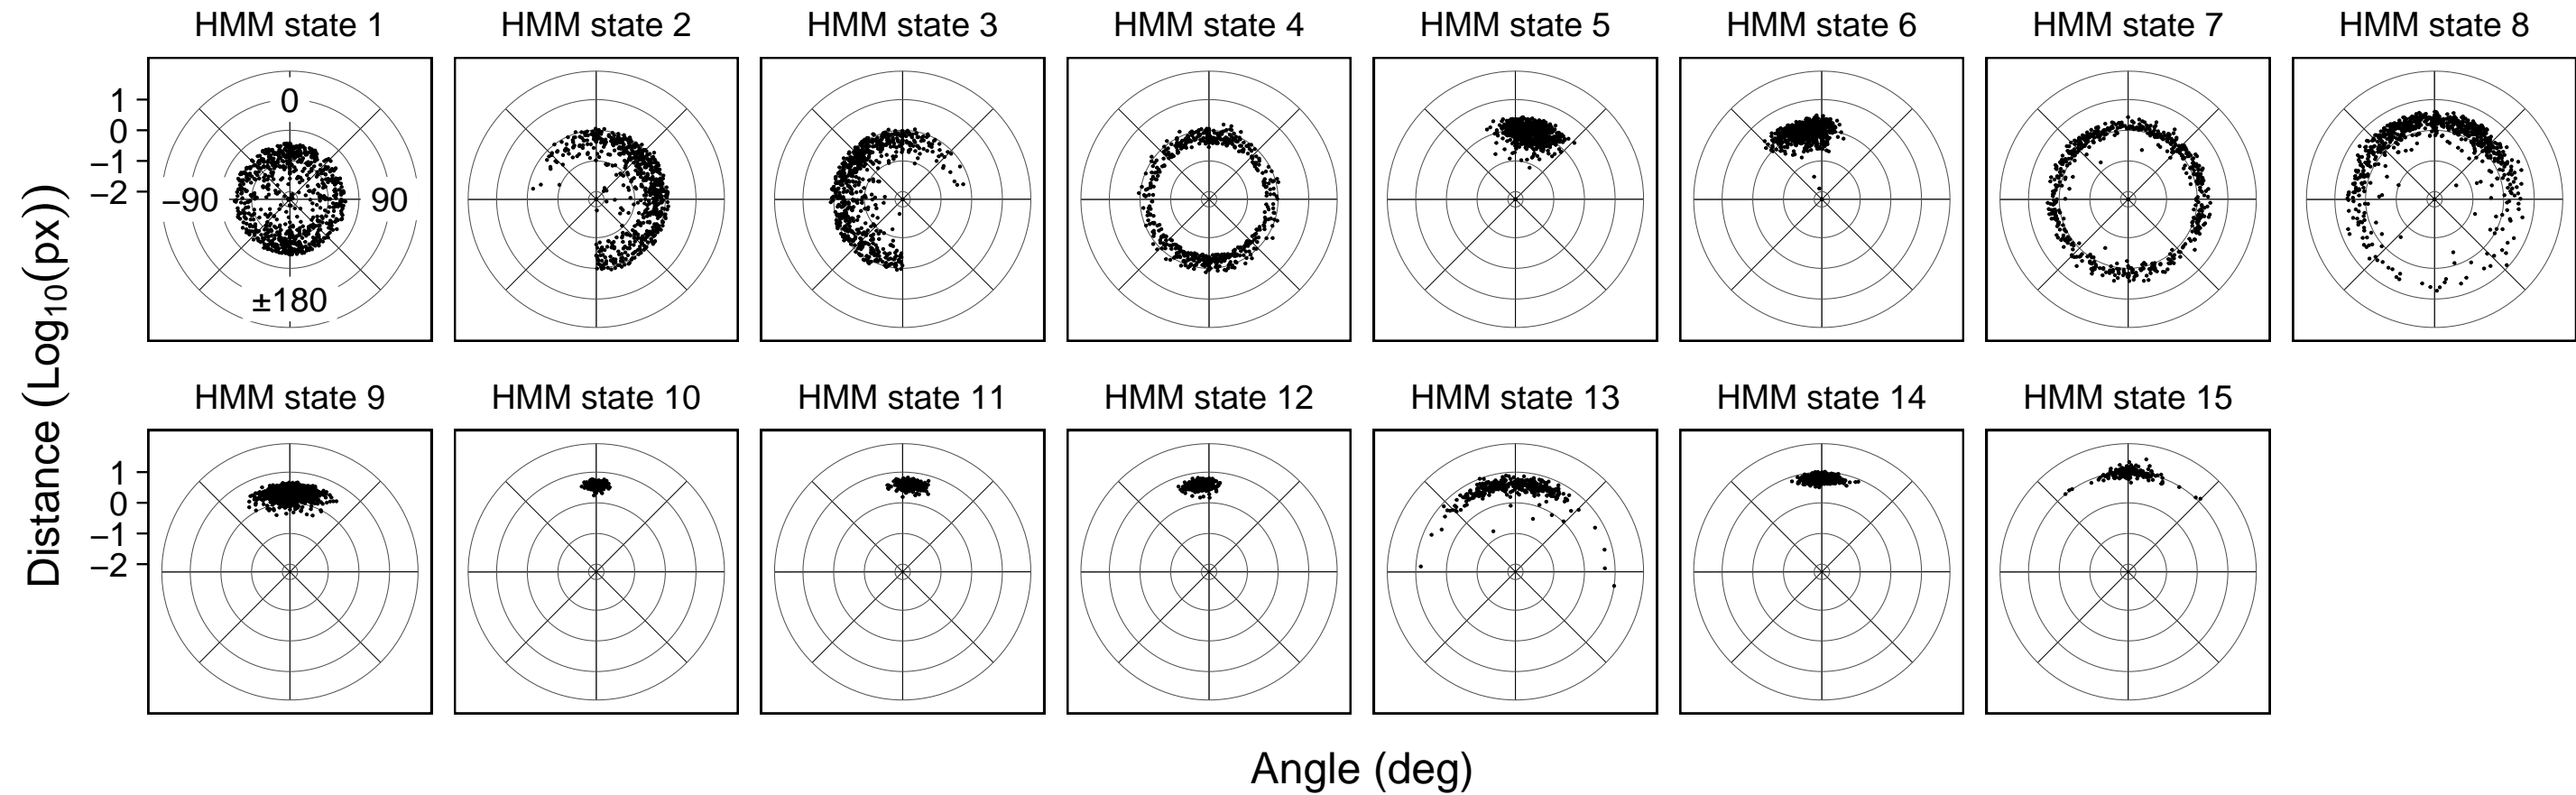 HMM state 1 HMM state 2 HMM state 3 HMM state 4 HMM state 5 HMM state 6 HMM state 7 HMM state 8
1
0
−1
−2
0
−90 90
±180
HMM state 9 HMM state 10 HMM state 11 HMM state 12 HMM state 13 HMM state 14 HMM state 15
1
0
−1
−2
Distance (Log10(px))
Angle (deg)